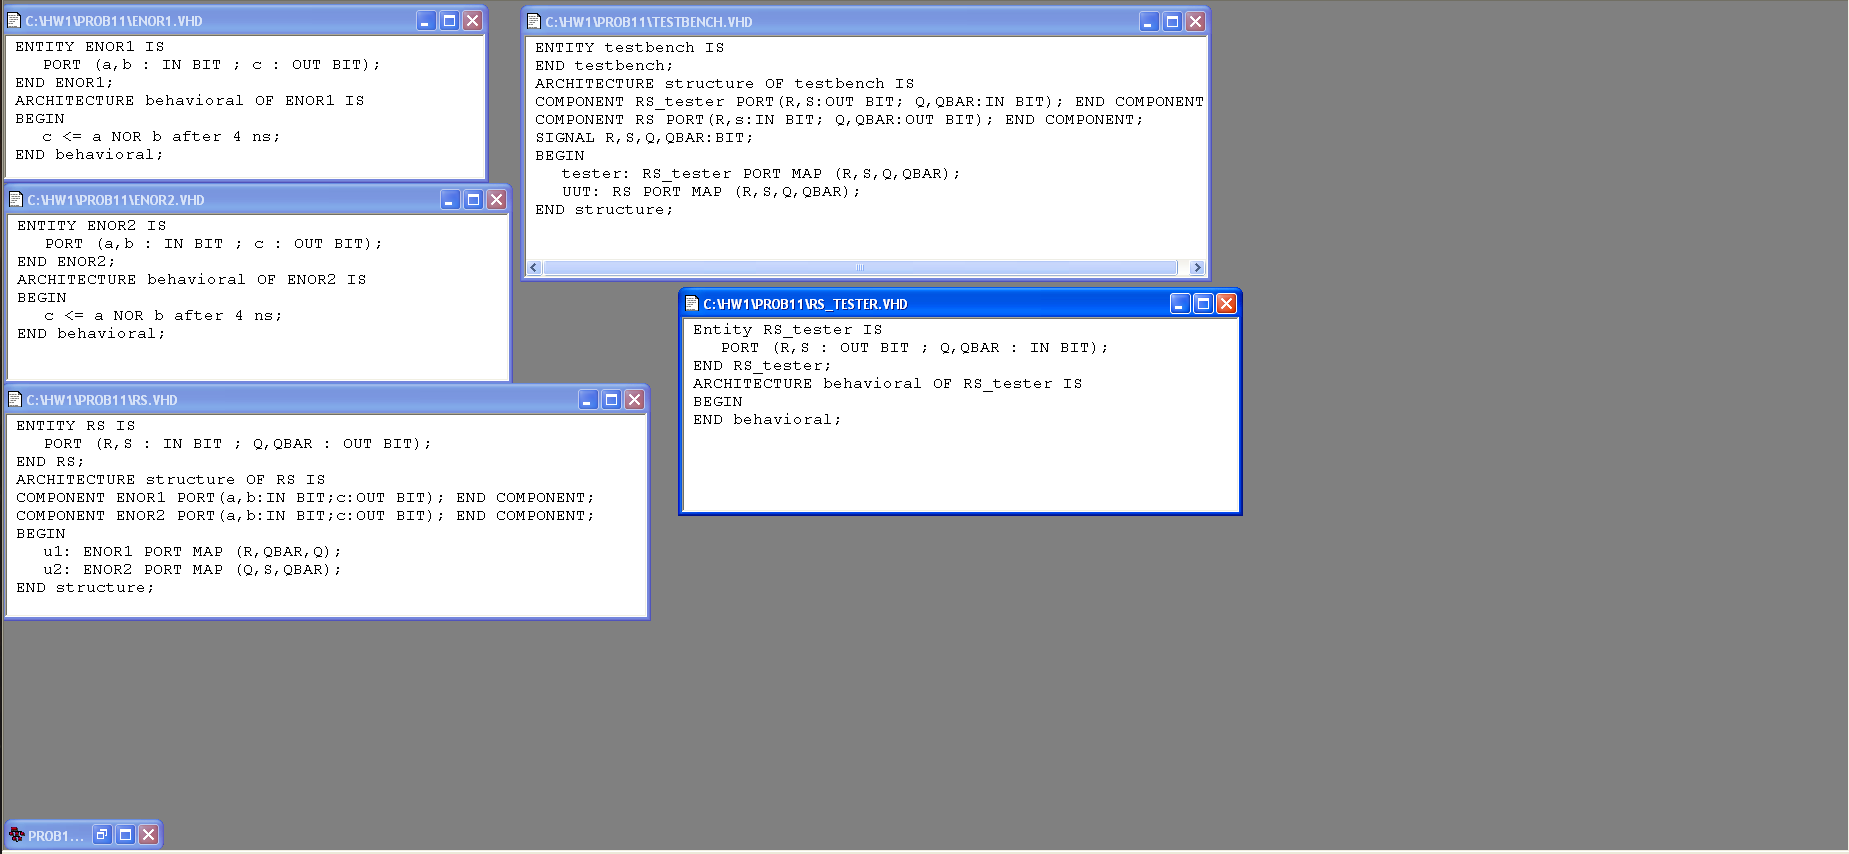 C:\HW1\PROB11\ENOR1.VHD
ENTITY ENOR1 IS
PORT (a,b : IN BIT ; c : OUT BIT);
END ENOR1;
ARCHITECTURE behavioral OF ENOR1 IS
BEGIN
c <= a NOR b after 4 ns;
END behavioral;
C:\HW1\PROB11\ENOR2.VHD
ENTITY ENOR2 IS
PORT (a,b : IN BIT ; c : OUT BIT);
END ENOR2;
ARCHITECTURE behavioral OF ENOR2 IS
BEGIN
c <= a NOR b after 4 ns;
END behavioral;
C:\HW1\PROB11\RS.VHD
ENTITY RS IS
PORT (R,S : IN BIT ; Q,QBAR : OUT BIT);
END RS;
ARCHITECTURE structure OF RS IS
COMPONENT ENOR1 PORT(a,b:IN BIT;c:OUT BIT); END COMPONENT;
COMPONENT ENOR2 PORT(a,b:IN BIT;c:OUT BIT); END COMPONENT;
BEGIN
u1: ENOR1 PORT MAP (R,QBAR,Q);
u2: ENOR2 PORT MAP (Q,S,QBAR);
END structure;
C:\HW1\PROB11\TESTBENCH.VHD
ENTITY testbench IS
END testbench;
ARCHITECTURE structure OF testbench IS
COMPONENT RS_tester PORT(R,S:OUT BIT; Q,QBAR:IN BIT); END COMPONENT
COMPONENT RS PORT(R,s:IN BIT; Q,QBAR:OUT BIT); END COMPONENT;
SIGNAL R,S,Q,QBAR:BIT;
BEGIN
tester: RS_tester PORT MAP (R,S,Q,QBAR);
UUT: RS PORT MAP (R,S,Q,QBAR);
END structure;
C:\HW1\PROB11\RS_TESTER.VHD
Entity RS_tester IS
PORT (R,S : OUT BIT ; Q,QBAR : IN BIT);
END RS_tester;
ARCHITECTURE behavioral OF RS_tester IS
BEGIN
END behavioral;
PROB1...